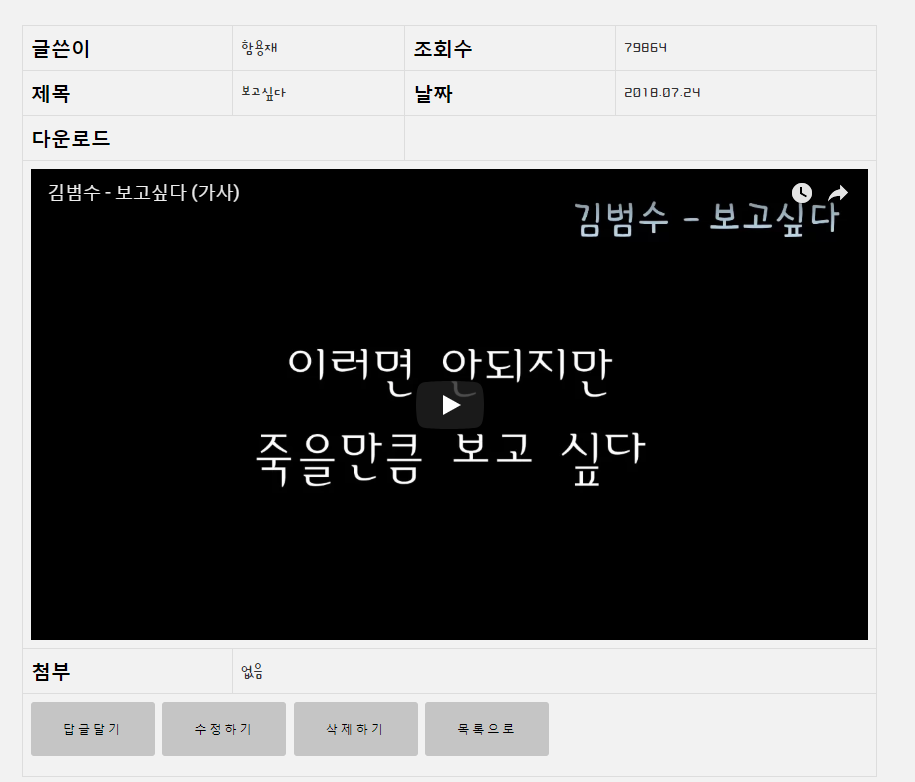 글쓴이 함용재 조회수 79864
제목 보고싶다 날짜 2018.07.24
다운로드
김범수 - 보고싶다 (가사)
김범수 - 보고싶다
이러면 안되지만
죽을만큼 보고 싶다
첨부 없음
답글달기 수정하기 삭제하기 목록으로